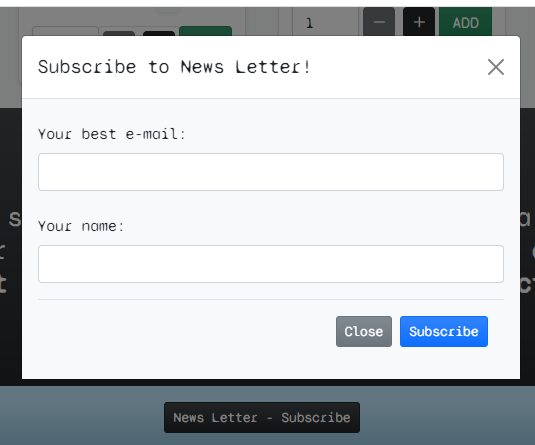 1 − + ADD
Subscribe to News Letter!
Your best e-mail:
Your name:
Close Subscribe
News Letter - Subscribe